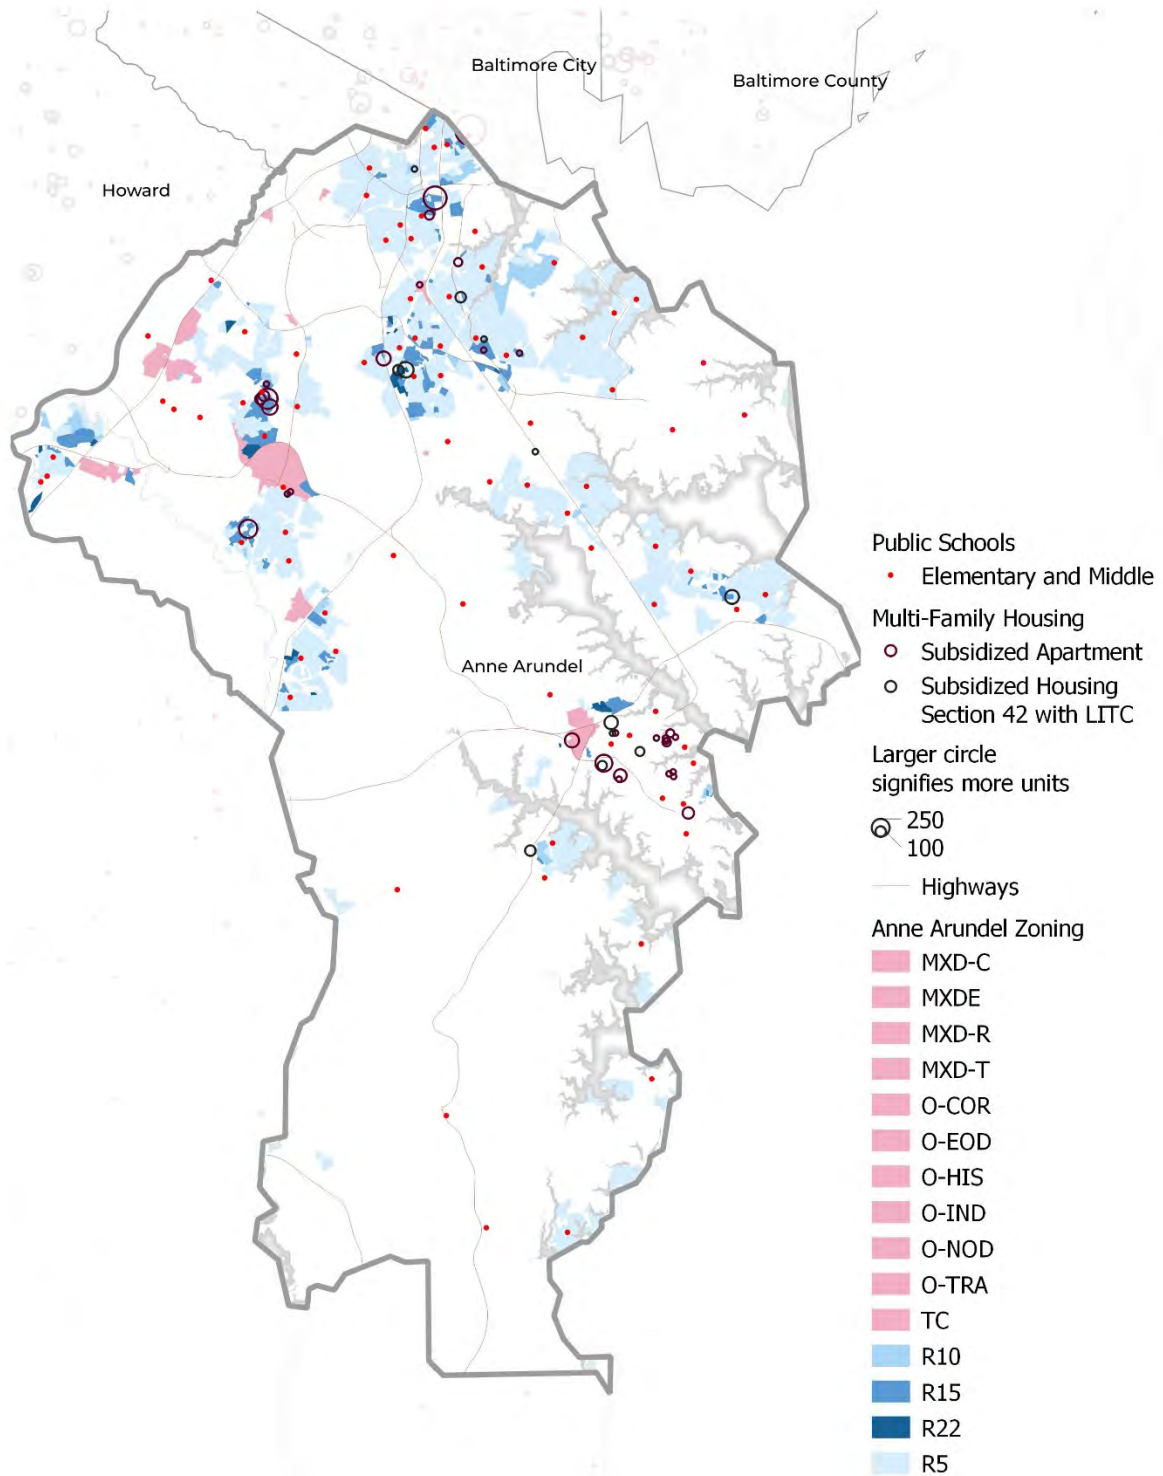 Baltimore City
Baltimore County
Howard
Anne Arundel
Public Schools
Elementary and Middle
Multi-Family Housing
Subsidized Apartment
Subsidized Housing
Section 42 with LITC
Larger circle
signifies more units
250
100
Highways
Anne Arundel Zoning
MXD-C
MXDE
MXD-R
MXD-T
O-COR
O-EOD
O-HIS
O-IND
O-NOD
O-TRA
TC
R10
R15
R22
R5